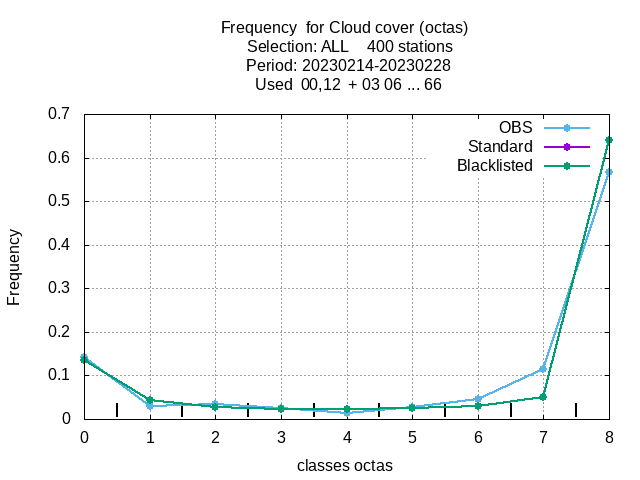 Frequency  for Cloud cover (octas)
Selection: ALL    400 stations
Period: 20230214-20230228
Used  00,12  + 03 06 ... 66
OBS
Standard
Blacklisted
0.7
0.6
0.5
0.4
0.3
0.2
0.1
0
Frequency
0 1 2 3 4 5 6 7 8
classes octas